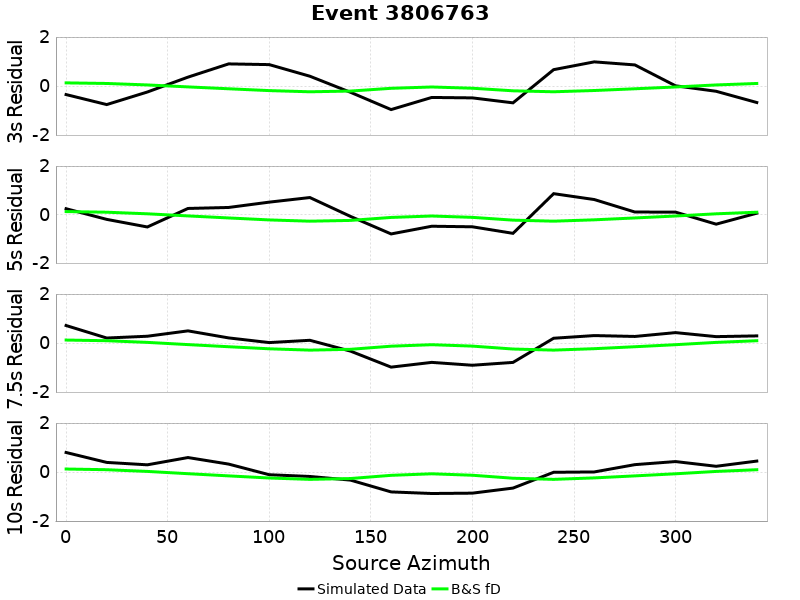 Event 3806763
3s Residual
2
0
-2
5s Residual
2
0
-2
7.5s Residual
2
0
-2
10s Residual
2
0
-2
0 50 100 150 200 250 300
Source Azimuth
Simulated Data B&S fD